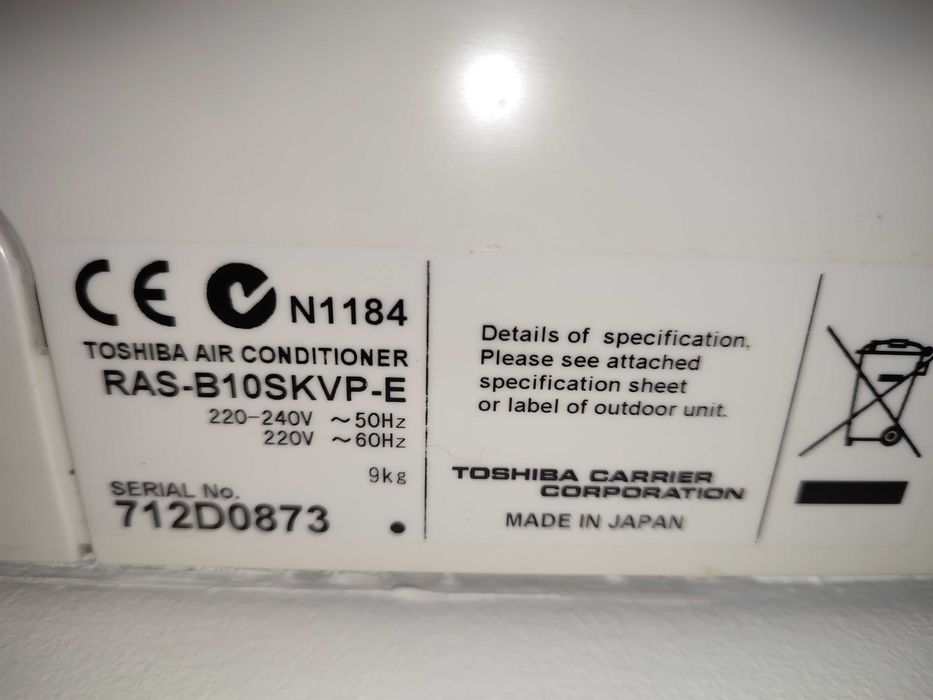 CE N1184
TOSHIBA AIR CONDITIONER
RAS-B10SKVP-E
220-240V ~50Hz
220V ~60Hz
9kg
SERIAL No.
712D0873
Details of specification,
Please see attached
specification sheet
or label of outdoor unit.
TOSHIBA CARRIER
CORPORATION
MADE IN JAPAN